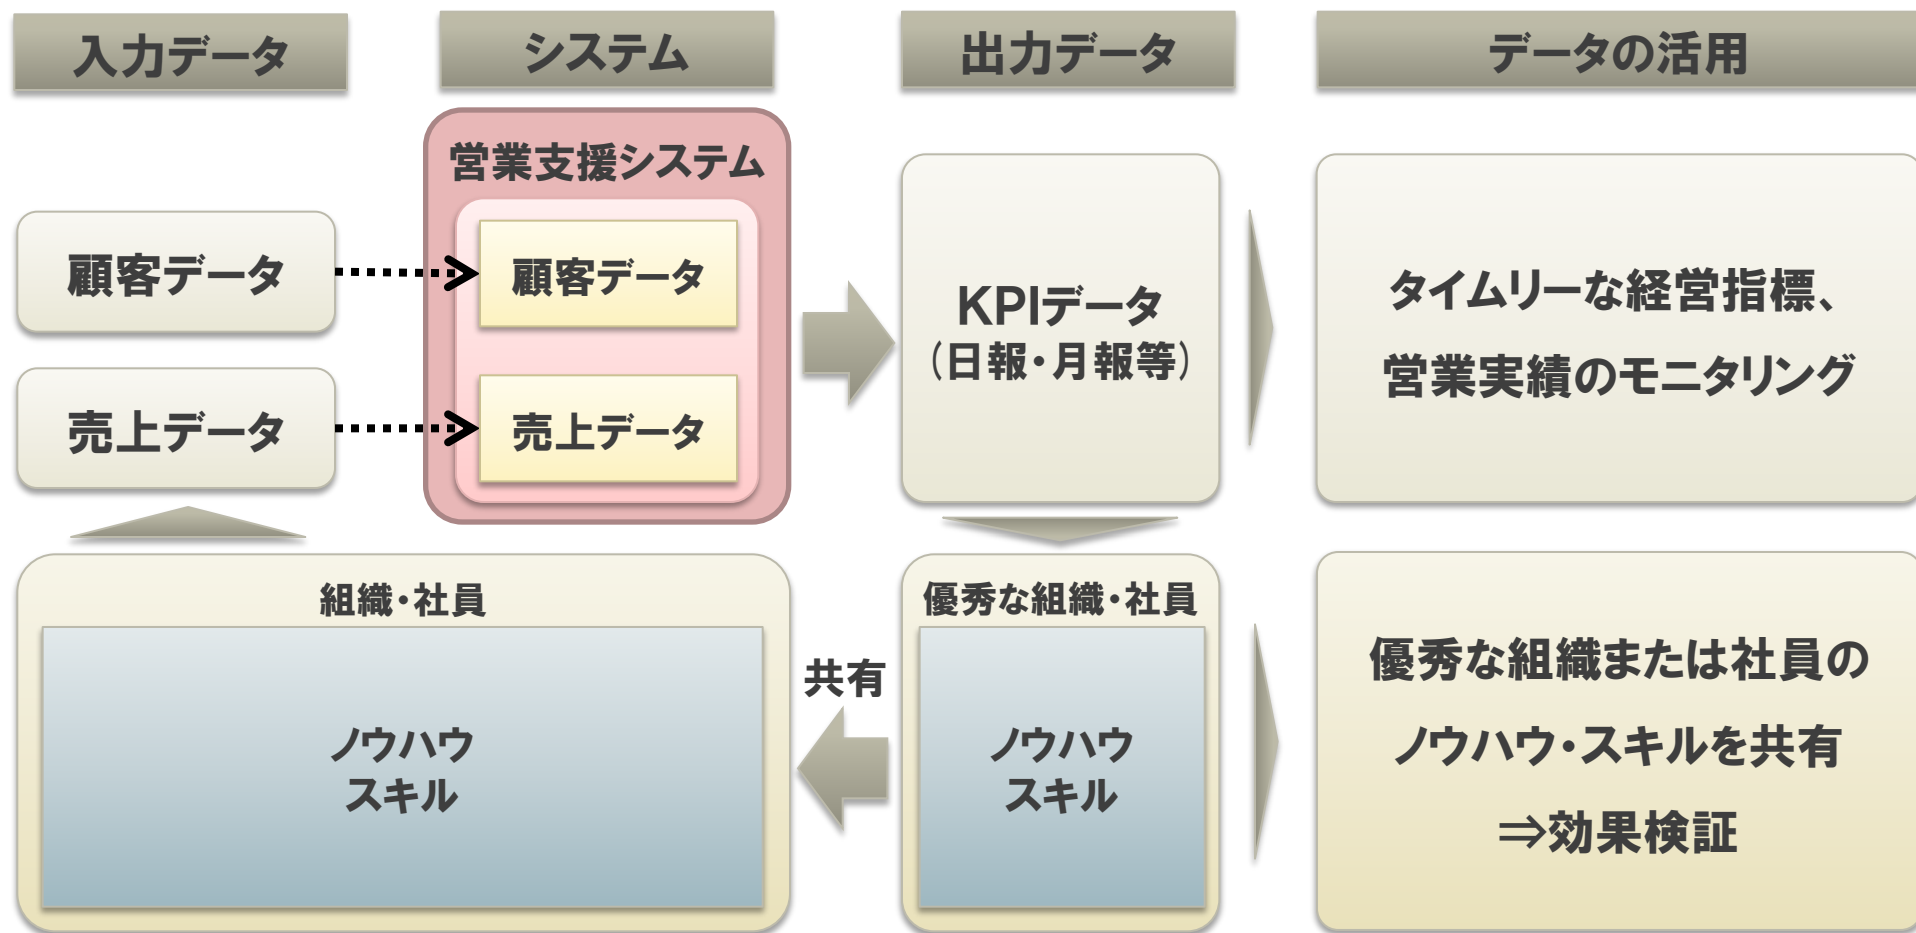 入力データ
システム
出力データ
データの活用
営業支援システム
顧客データ
顧客データ
売上データ
売上データ
KPIデータ
(日報・月報等)
タイムリーな経営指標、
営業実績のモニタリング
組織・社員
ノウハウ
スキル
共有
優秀な組織・社員
ノウハウ
スキル
優秀な組織または社員の
ノウハウ・スキルを共有
⇒効果検証